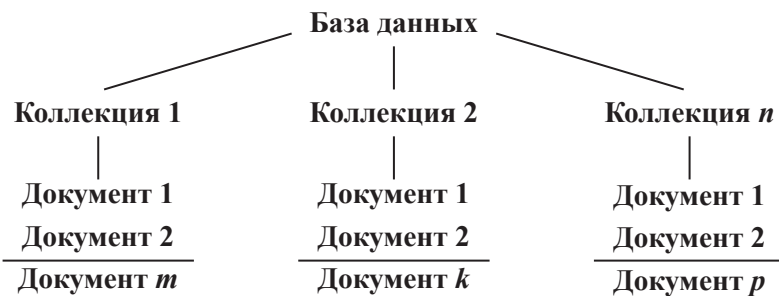 База данных
Коллекция 1 Коллекция 2 Коллекция n
Документ 1 Документ 1 Документ 1
Документ 2 Документ 2 Документ 2
Документ m Документ k Документ p